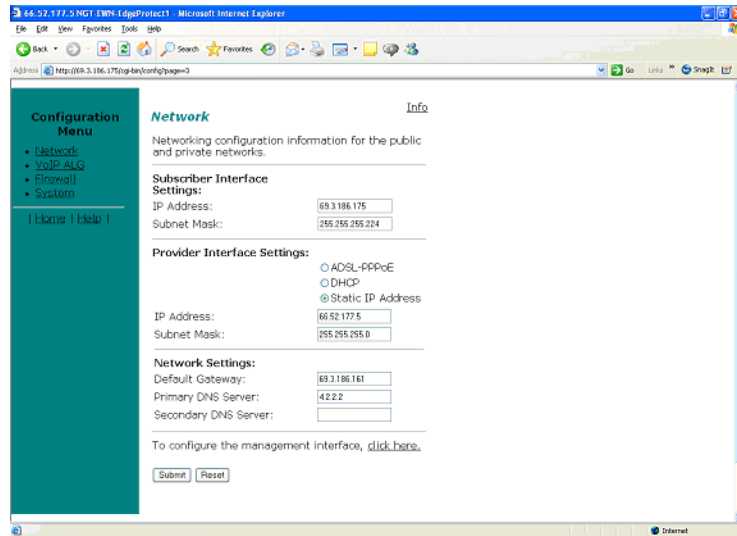 66.52.177.5 NGT-EWN-EdgeProtect1 - Microsoft Internet Explorer
File Edit View Favorites Tools Help
Back Search Favorites
Address http://69.3.186.175/cgi-bin/config?page=3 Go Links SnagIt
Configuration Menu
Network
VoIP ALG
Firewall
System
| Home | Help |
Info
Network
Networking configuration information for the public
and private networks.
Subscriber Interface
Settings:
IP Address: 69.3.186.175
Subnet Mask: 255.255.255.224
Provider Interface Settings:
ADSL-PPPoE
DHCP
Static IP Address
IP Address: 66.52.177.5
Subnet Mask: 255.255.255.0
Network Settings:
Default Gateway: 69.3.186.161
Primary DNS Server: 4.2.2.2
Secondary DNS Server:
To configure the management interface, click here.
Submit Reset
Internet